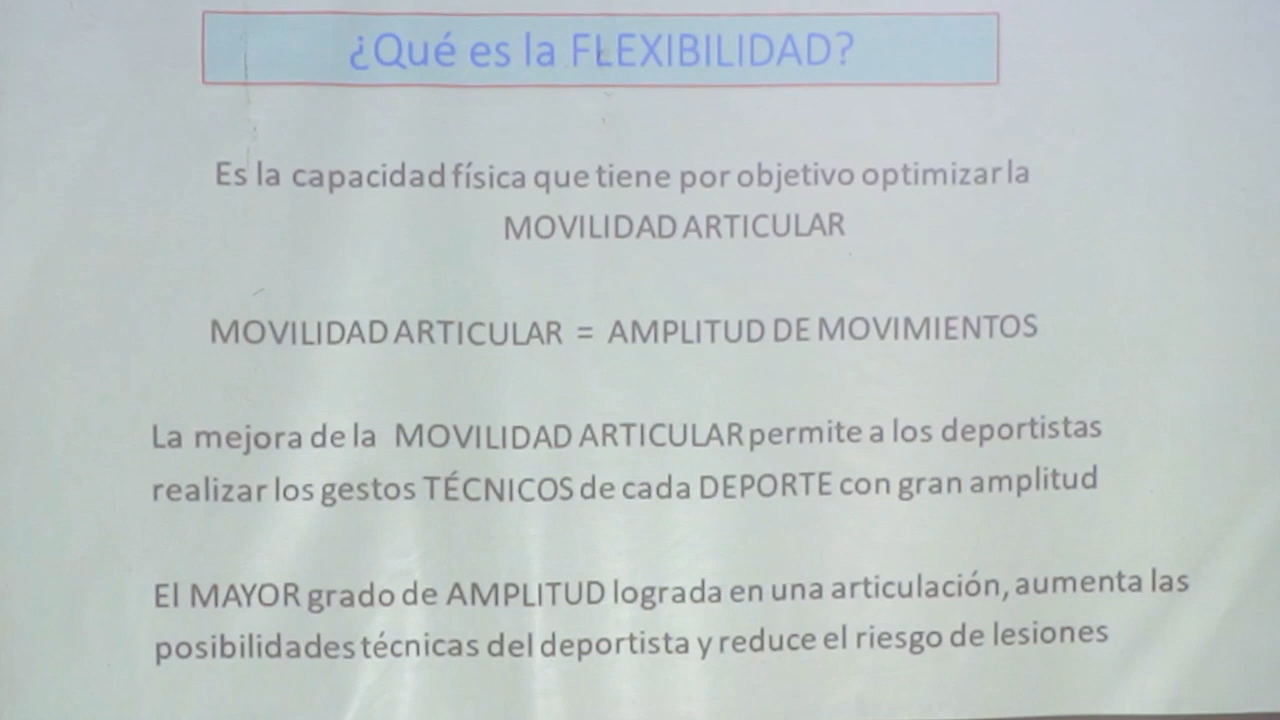 ¿Qué es la FLEXIBILIDAD?
Es la capacidad física que tiene por objetivo optimizar la
MOVILIDAD ARTICULAR
MOVILIDAD ARTICULAR = AMPLITUD DE MOVIMIENTOS
La mejora de la MOVILIDAD ARTICULAR permite a los deportistas
realizar los gestos TÉCNICOS de cada DEPORTE con gran amplitud
El MAYOR grado de AMPLITUD lograda en una articulación, aumenta las
posibilidades técnicas del deportista y reduce el riesgo de lesiones